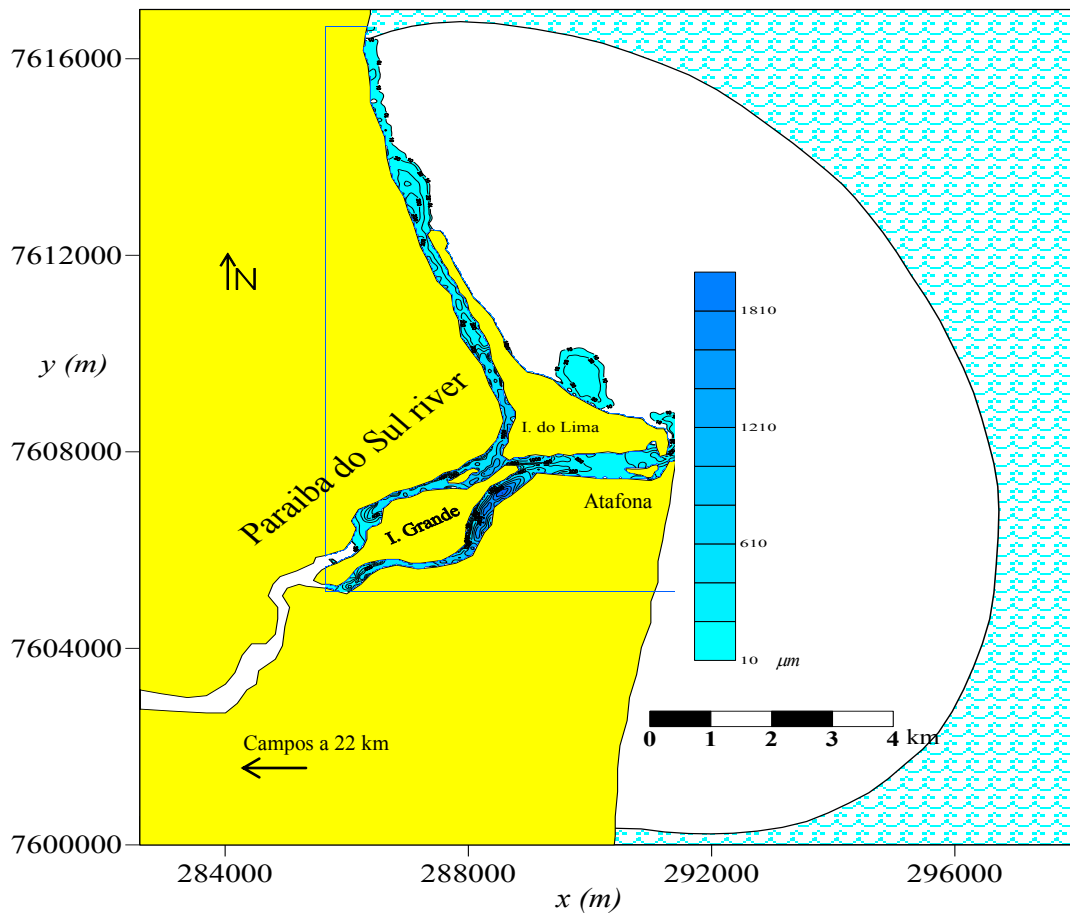 7616000
7612000
N
y (m)
1810
Paraiba do Sul river
I. do Lima
1210
7608000
Atafona
I. Grande
610
7604000
10 μm
0 1 2 3 4 km
Campos a 22 km
7600000
284000 288000 292000 296000
x (m)